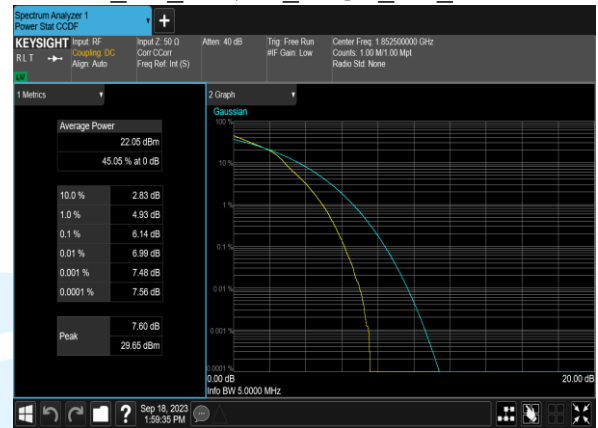 Spectrum Analyzer 1
Power Stat CCDF
KEYSIGHT
RLT
Input: RF
Coupling: DC
Align: Auto
Input Z: 50 Ω
Corr CCorr
Freq Ref: Int (S)
Atten: 40 dB
Trig: Free Run
#IF Gain: Low
Center Freq: 1.852500000 GHz
Counts: 1.00 M/1.00 Mpt
Radio Std: None
LV
1 Metrics
Average Power
22.05 dBm
45.05 % at 0 dB
10.0 % 2.83 dB
1.0 % 4.93 dB
0.1 % 6.14 dB
0.01 % 6.99 dB
0.001 % 7.48 dB
0.0001 % 7.56 dB
Peak
7.60 dB
29.65 dBm
2 Graph
Gaussian
100 %
10 %
1 %
0.1 %
0.01 %
0.001 %
0.0001 %
0.00 dB 20.00 dB
Info BW 5.0000 MHz
?
Sep 18, 2023
1:59:35 PM